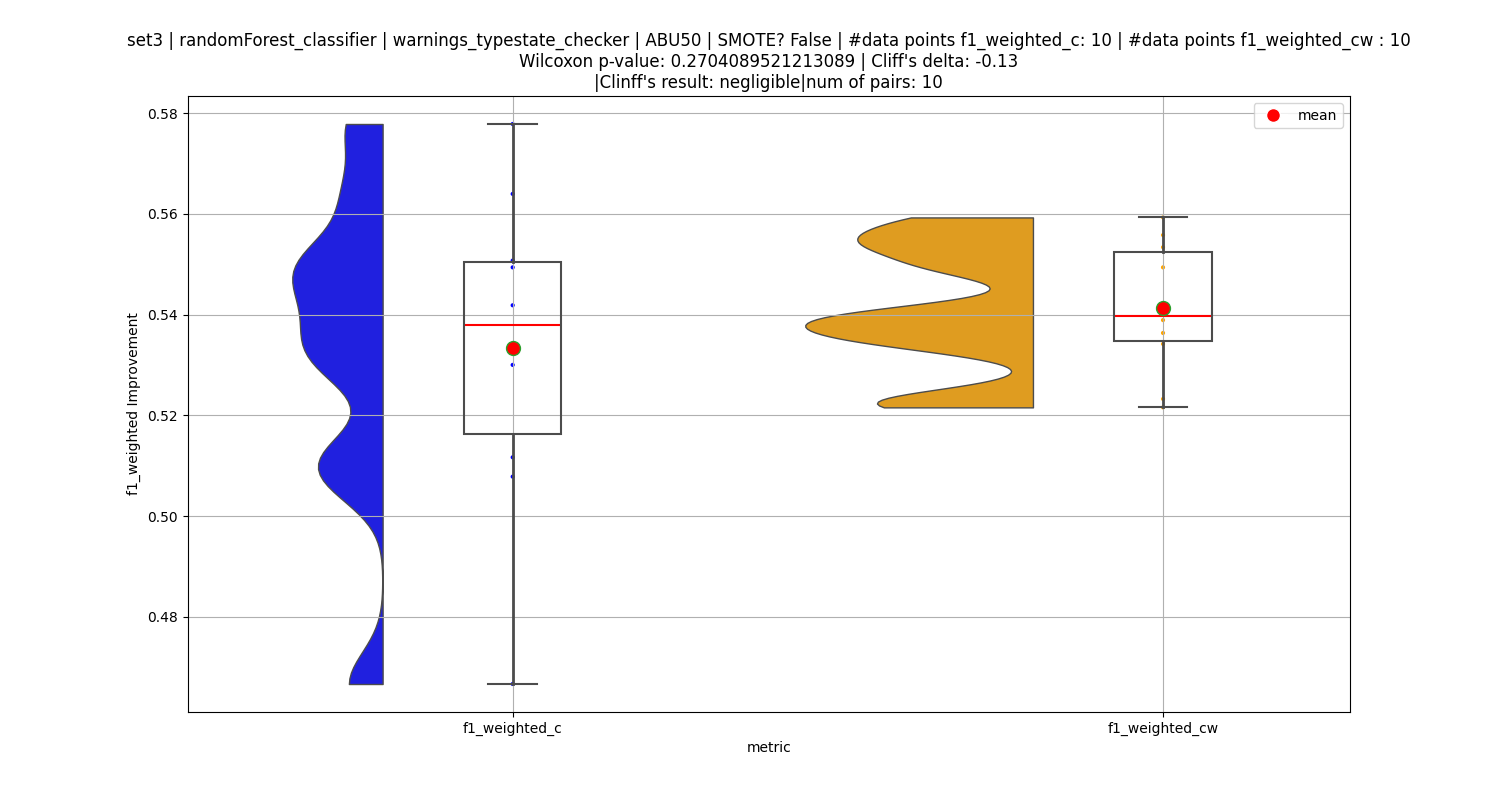 set3 | randomForest_classifier | warnings_typestate_checker | ABU50 | SMOTE? False | #data points f1_weighted_c: 10 | #data points f1_weighted_cw : 10
Wilcoxon p-value: 0.2704089521213089 | Cliff's delta: -0.13
|Clinff's result: negligible|num of pairs: 10
mean
0.58
0.56
0.54
0.52
0.50
0.48
f1_weighted Improvement
f1_weighted_c
f1_weighted_cw
metric